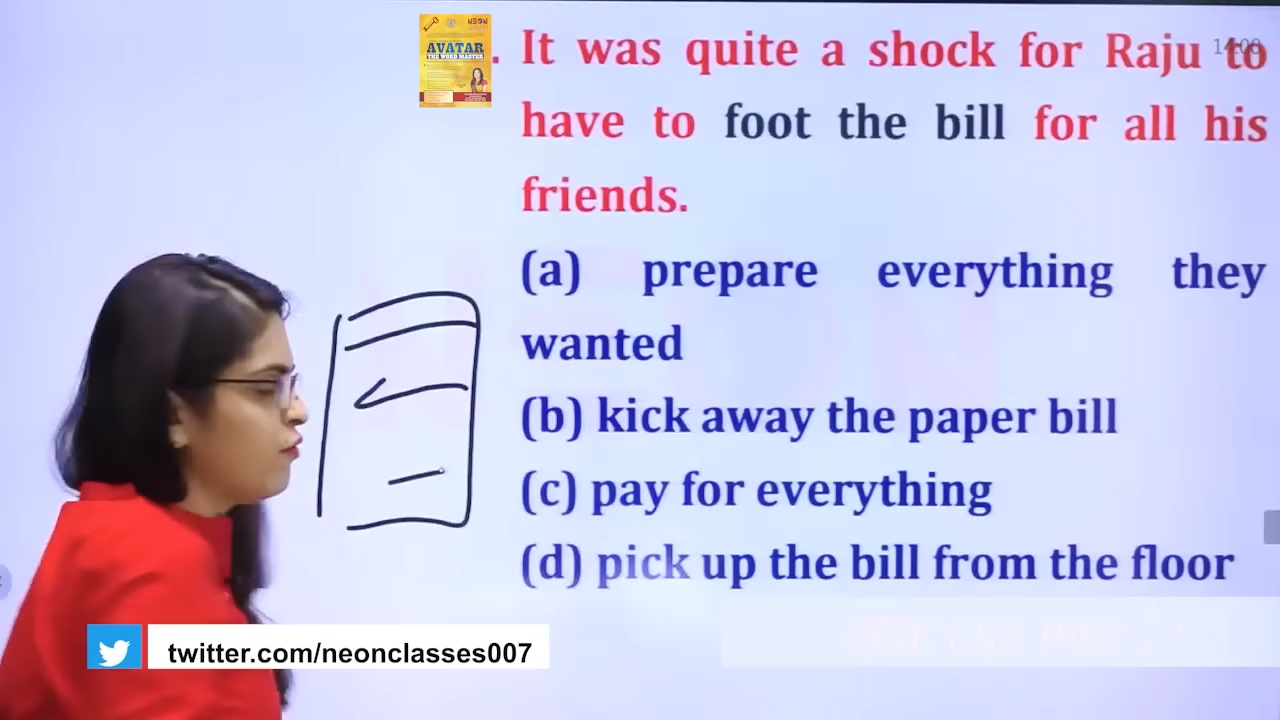 NEON
AVATAR
THE WORD MASTER
. It was quite a shock for Raju to
14:00
have to foot the bill for all his
friends.
(a) prepare everything they
wanted
(b) kick away the paper bill
(c) pay for everything
(d) pick up the bill from the floor
twitter.com/neonclasses007